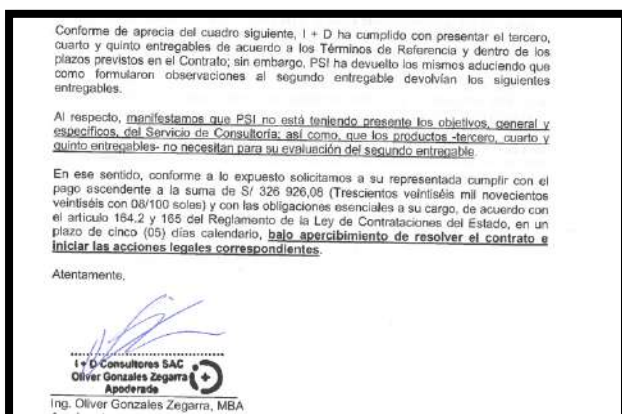 Conforme de aprecia del cuadro siguiente, I + D ha cumplido con presentar el tercero,
cuarto y quinto entregables de acuerdo a los Términos de Referencia y dentro de los
plazos previstos en el Contrato; sin embargo, PSI ha devuelto los mismos aduciendo que
como formularon observaciones al segundo entregable devolvían los siguientes
entregables.
Al respecto, manifestamos que PSI no está teniendo presente los objetivos, general y
específicos, del Servicio de Consultoría; así como, que los productos -tercero, cuarto y
quinto entregables- no necesitan para su evaluación del segundo entregable.
En ese sentido, conforme a lo expuesto solicitamos a su representada cumplir con el
pago ascendente a la suma de S/ 326 926,08 (Trescientos veintiséis mil novecientos
veintiséis con 08/100 soles) y con las obligaciones esenciales a su cargo, de acuerdo con
el artículo 164.2 y 165 del Reglamento de la Ley de Contrataciones del Estado, en un
plazo de cinco (05) días calendario, bajo apercibimiento de resolver el contrato e
iniciar las acciones legales correspondientes.
Atentamente,
I + D Consultores SAC
Oliver Gonzales Zegarra
Apoderado
Ing. Oliver Gonzales Zegarra, MBA